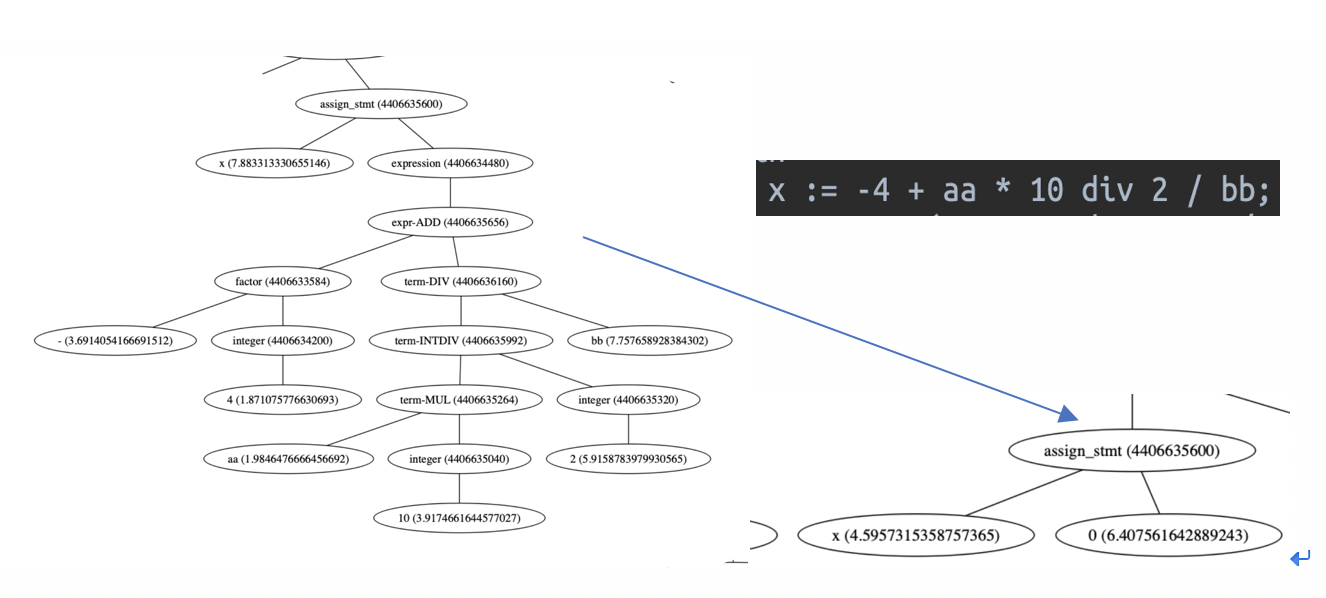 assign_stmt (4406635600)
x (7.883313330655146)
expression (4406634480)
expr-ADD (4406635656)
factor (4406633584)
term-DIV (4406636160)
- (3.6914054166691512)
integer (4406634200)
term-INTDIV (4406635992)
bb (7.757658928384302)
4 (1.871075776630693)
term-MUL (4406635264)
integer (4406635320)
aa (1.9846476666456692)
integer (4406635040)
2 (5.9158783979930565)
10 (3.9174661644577027)
x := -4 + aa * 10 div 2 / bb;
assign_stmt (4406635600)
x (4.5957315358757365)
0 (6.407561642889243)